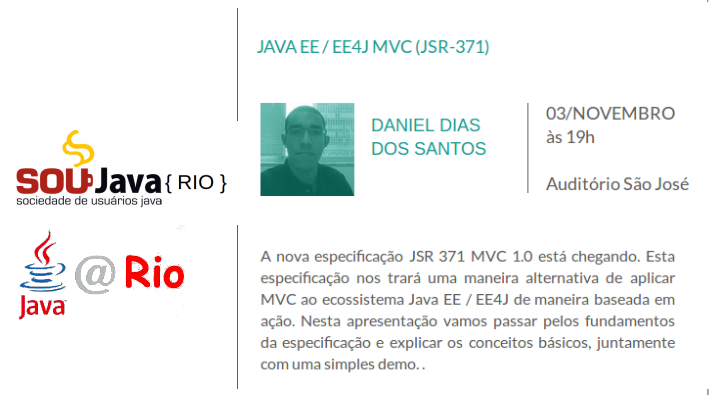 JAVA EE / EE4J MVC (JSR-371)
DANIEL DIAS
DOS SANTOS
03/NOVEMBRO
às 19h
Auditório São José
SOUJava { RIO }
sociedade de usuários java
Java @ Rio
A nova especificação JSR 371 MVC 1.0 está chegando. Esta
especificação nos trará uma maneira alternativa de aplicar
MVC ao ecossistema Java EE / EE4J de maneira baseada em
ação. Nesta apresentação vamos passar pelos fundamentos
da especificação e explicar os conceitos básicos, juntamente
com uma simples demo. .